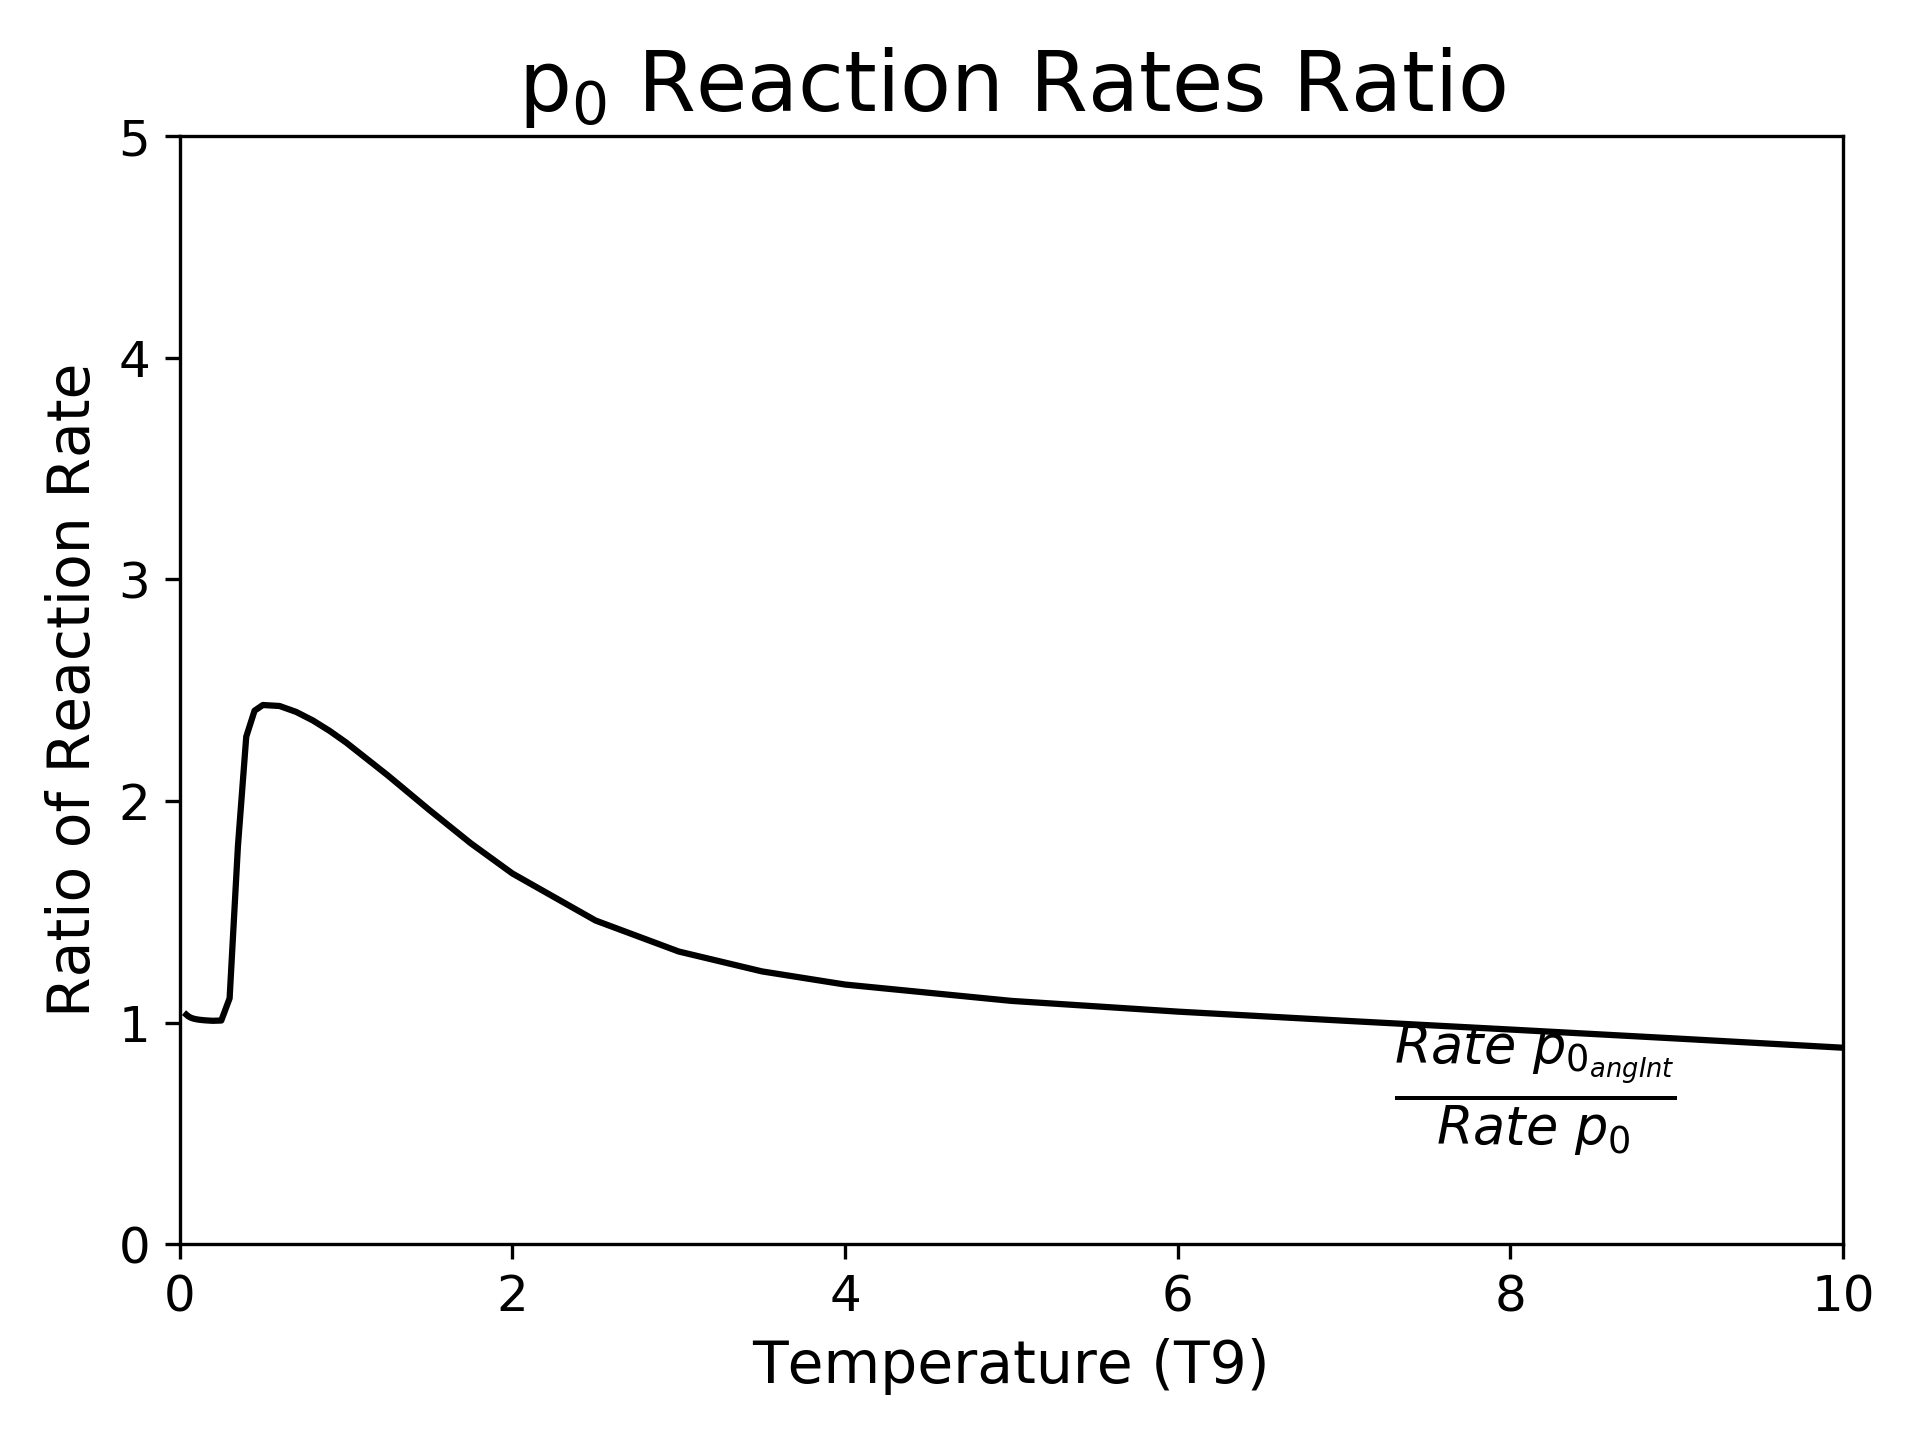 p₀ Reaction Rates Ratio
Ratio of Reaction Rate
5
4
3
2
1
0
Rate p₀angInt
Rate p₀
0 2 4 6 8 10
Temperature (T9)